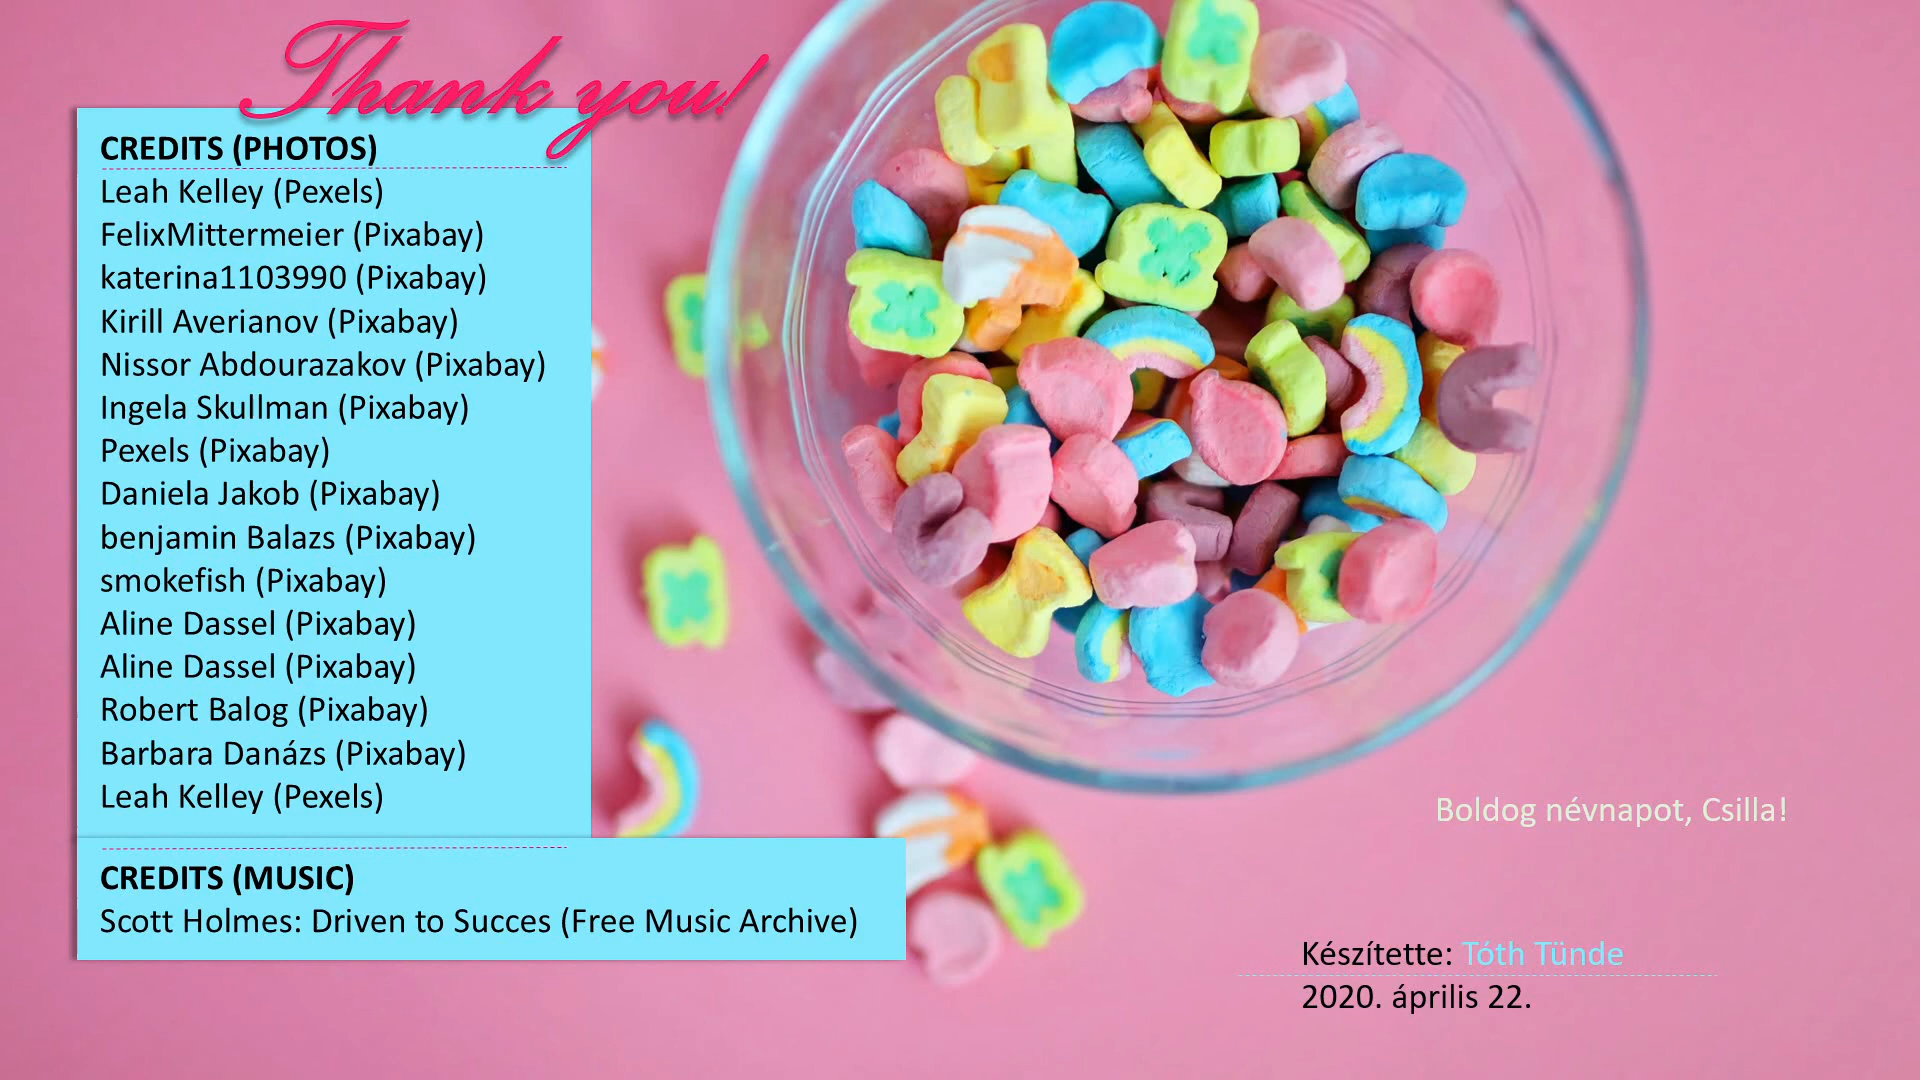 Thank you!
CREDITS (PHOTOS)
Leah Kelley (Pexels)
FelixMittermeier (Pixabay)
katerina1103990 (Pixabay)
Kirill Averianov (Pixabay)
Nissor Abdourazakov (Pixabay)
Ingela Skullman (Pixabay)
Pexels (Pixabay)
Daniela Jakob (Pixabay)
benjamin Balazs (Pixabay)
smokefish (Pixabay)
Aline Dassel (Pixabay)
Aline Dassel (Pixabay)
Robert Balog (Pixabay)
Barbara Danázs (Pixabay)
Leah Kelley (Pexels)
CREDITS (MUSIC)
Scott Holmes: Driven to Succes (Free Music Archive)
Boldog névnapot, Csilla!
Készítette: Tóth Tünde
2020. április 22.